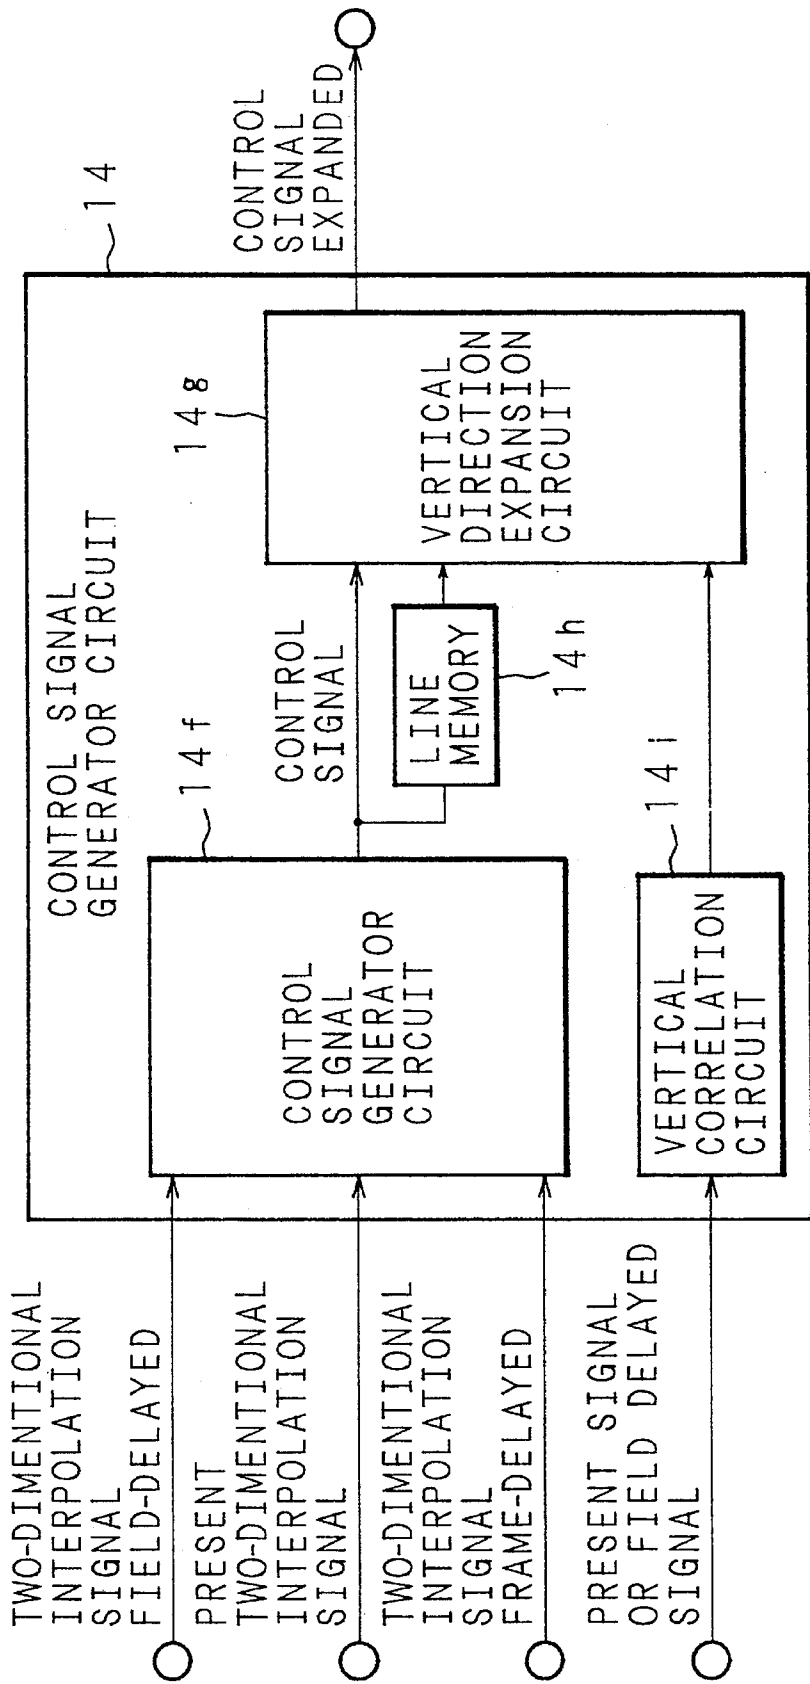 TWO-DIMENTIONAL
INTERPOLATION
SIGNAL
FIELD-DELAYED
PRESENT
TWO-DIMENTIONAL
INTERPOLATION
SIGNAL
TWO-DIMENTIONAL
INTERPOLATION
SIGNAL
FRAME-DELAYED
PRESENT SIGNAL
OR FIELD DELAYED
SIGNAL
CONTROL SIGNAL
GENERATOR CIRCUIT
14f
CONTROL
SIGNAL
GENERATOR
CIRCUIT
VERTICAL
CORRELATION
CIRCUIT
14i
CONTROL
SIGNAL
LINE
MEMORY
14h
14g
VERTICAL
DIRECTION
EXPANSION
CIRCUIT
14
CONTROL
SIGNAL
EXPANDED